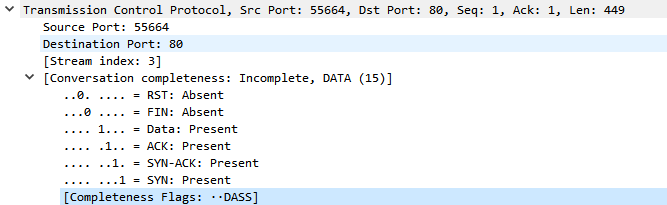 Transmission Control Protocol, Src Port: 55664, Dst Port: 80, Seq: 1, Ack: 1, Len: 449
Source Port: 55664
Destination Port: 80
[Stream index: 3]
[Conversation completeness: Incomplete, DATA (15)]
..0. .... = RST: Absent
...0 .... = FIN: Absent
.... 1... = Data: Present
.... .1.. = ACK: Present
.... ..1. = SYN-ACK: Present
.... ...1 = SYN: Present
[Completeness Flags: ··DASS]